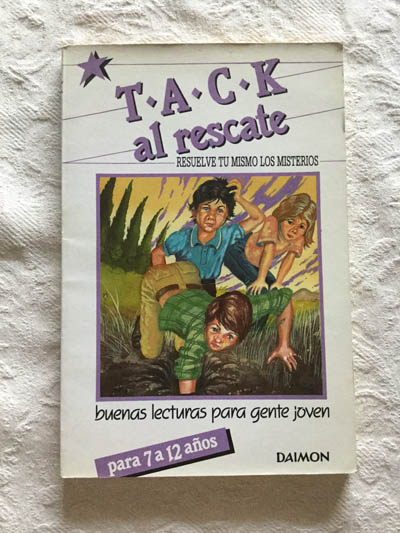 T·A·C·K
al rescate
RESUELVE TU MISMO LOS MISTERIOS
buenas lecturas para gente joven
para 7 a 12 años
DAIMON